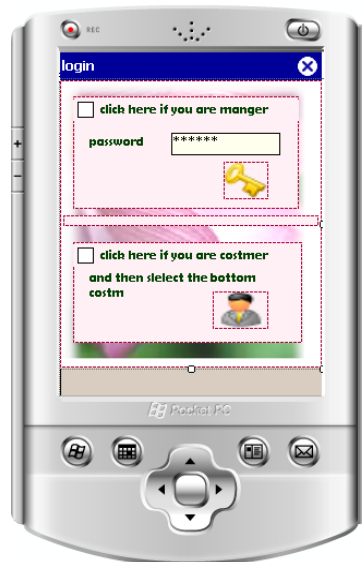 REC
login
click here if you are manger
password
******
click here if you are costmer
and then slelect the bottom
costm
Pocket PC